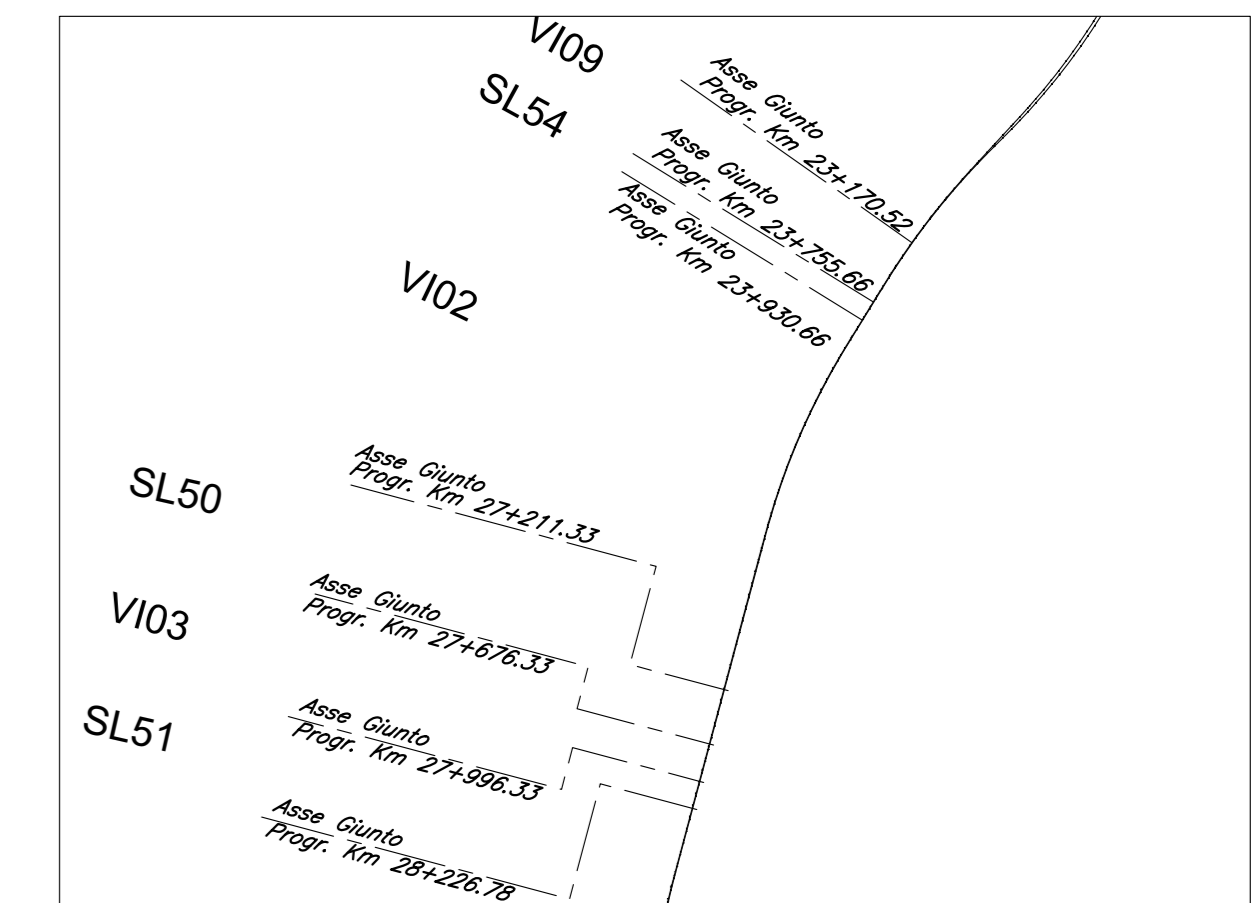 VI09
Asse Giunto
Progr. Km 23+170.52
SL54
Asse Giunto
Progr. Km 23+755.66
Asse Giunto
Progr. Km 23+930.66
VI02
Asse Giunto
Progr. Km 27+211.33
SL50
Asse Giunto
Progr. Km 27+676.33
VI03
Asse Giunto
Progr. Km 27+996.33
SL51
Asse Giunto
Progr. Km 28+226.78